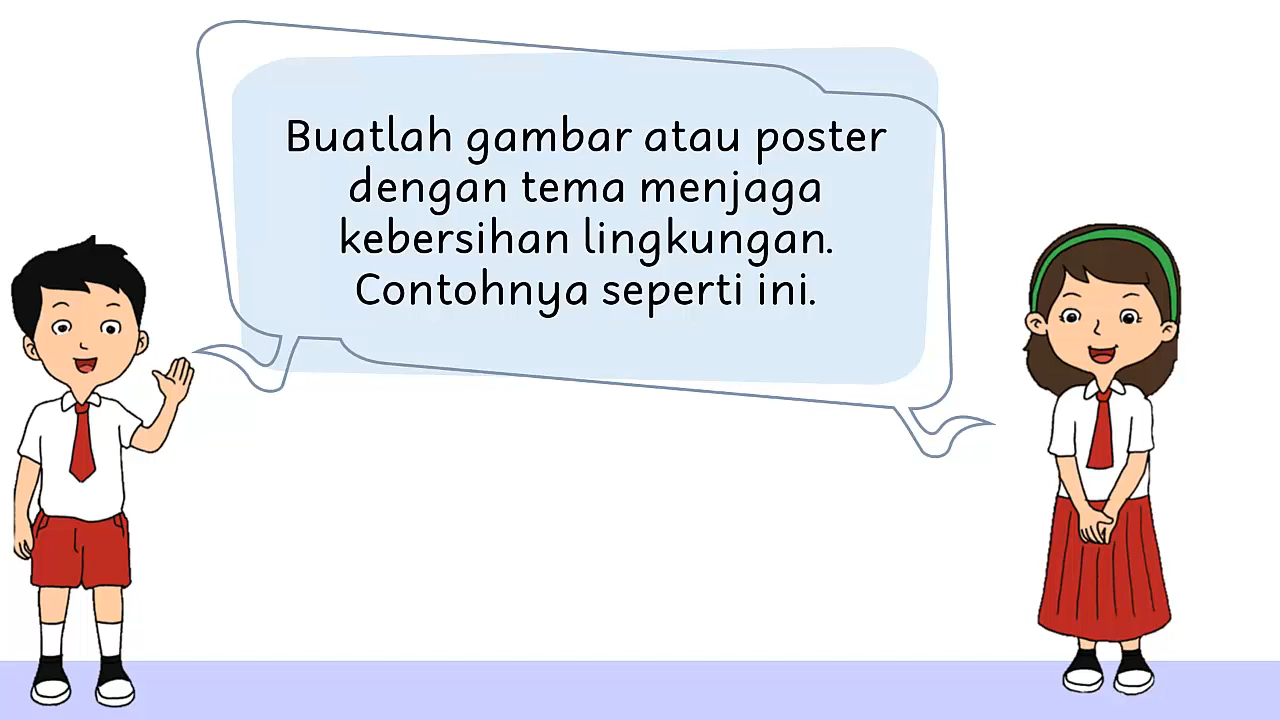 Buatlah gambar atau poster
dengan tema menjaga
kebersihan lingkungan.
Contohnya seperti ini.